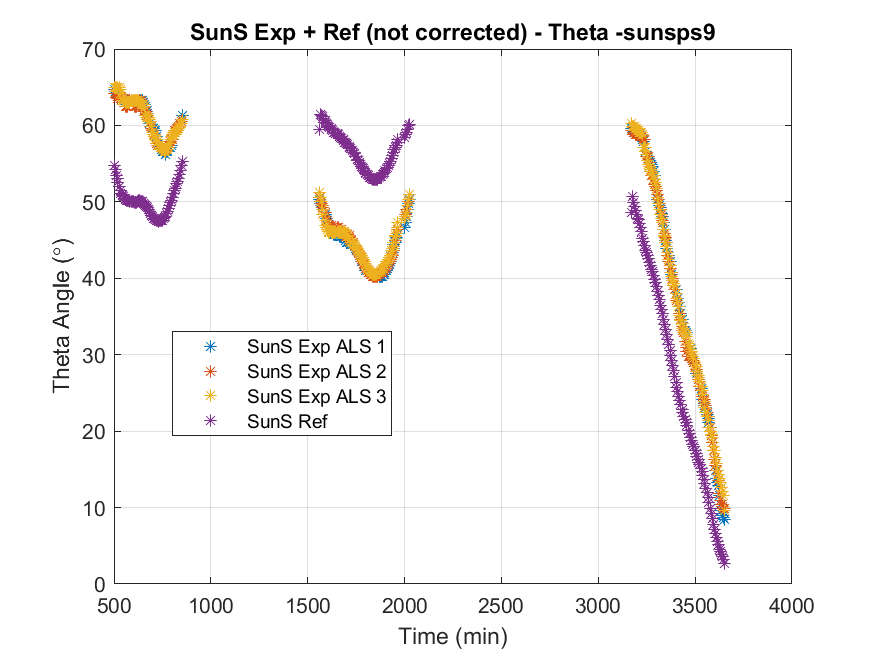 SunS Exp + Ref (not corrected) - Theta -sunsps9
70
60
50
40
30
20
10
0
Theta Angle (°)
SunS Exp ALS 1
SunS Exp ALS 2
SunS Exp ALS 3
SunS Ref
500 1000 1500 2000 2500 3000 3500 4000
Time (min)